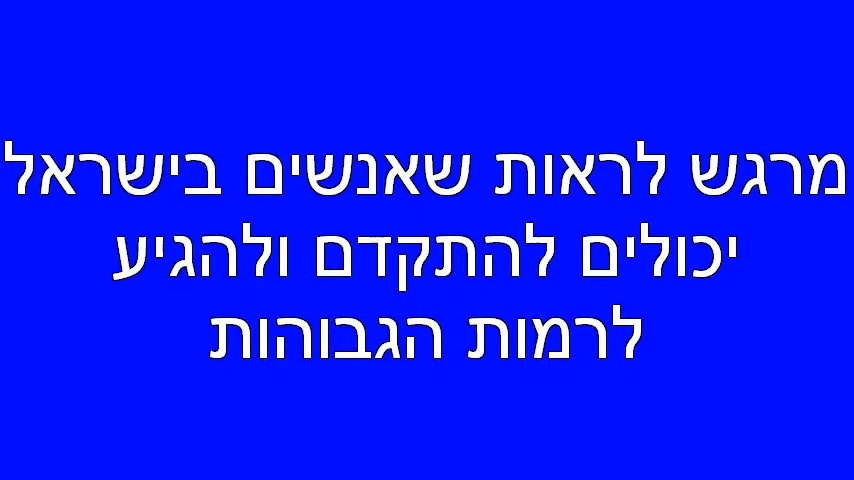 מרגש לראות שאנשים בישראל
יכולים להתקדם ולהגיע
לרמות הגבוהות